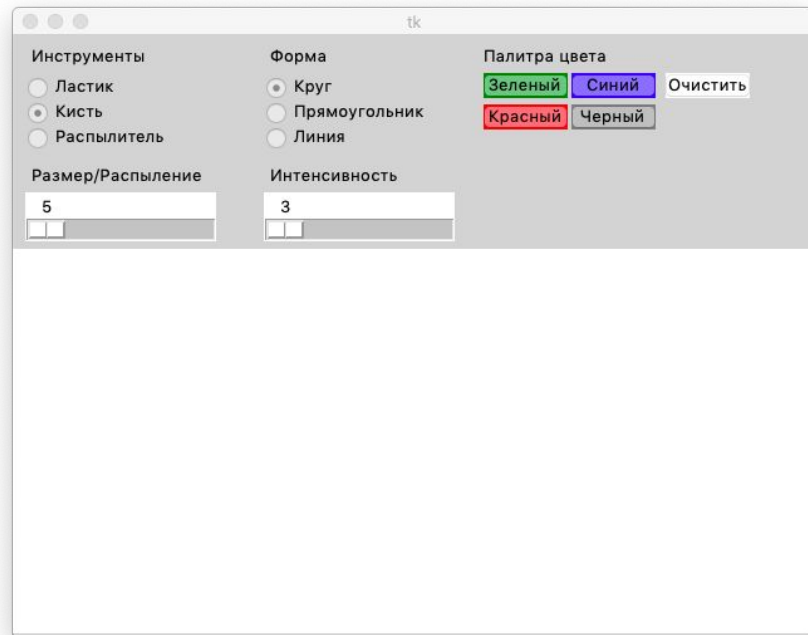 tk
Инструменты
Ластик
Кисть
Распылитель
Форма
Круг
Прямоугольник
Линия
Палитра цвета
Зеленый Синий Очистить
Красный Черный
Размер/Распыление
5
Интенсивность
3